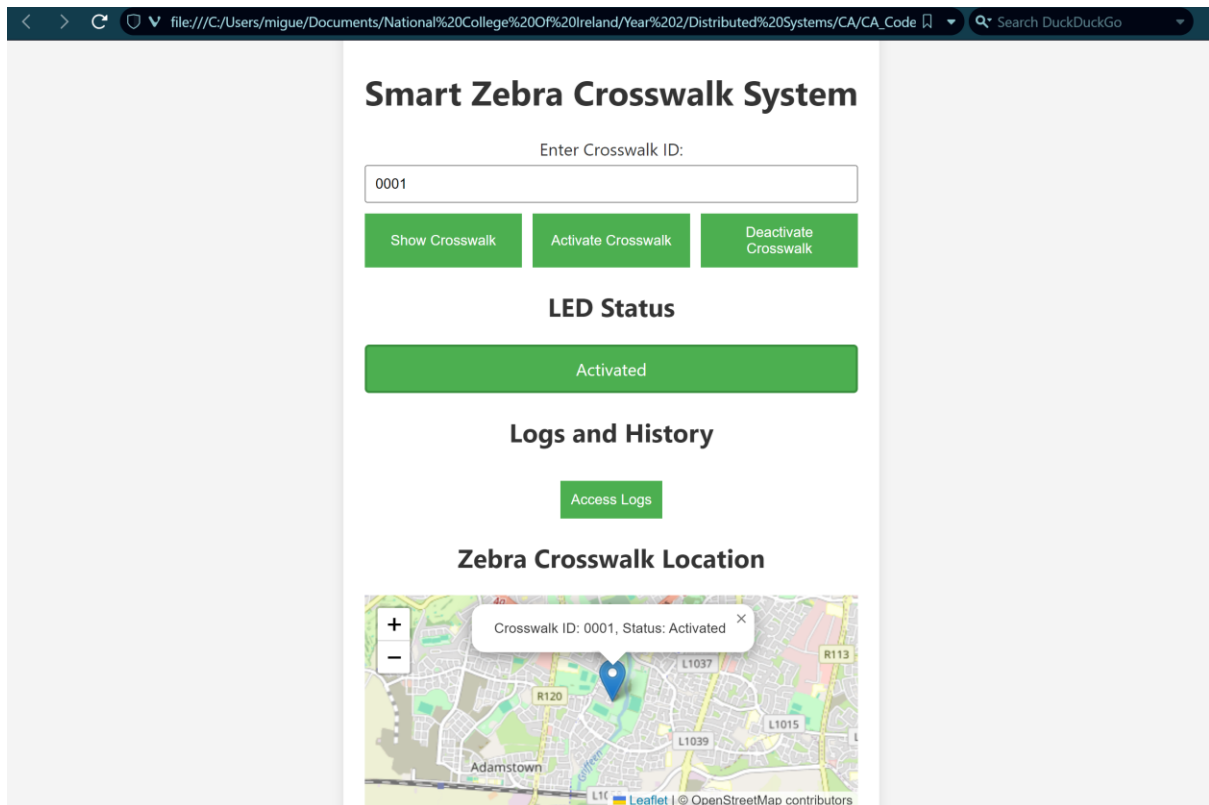 file:///C:/Users/migue/Documents/National%20College%20Of%20Ireland/Year%202/Distributed%20Systems/CA/CA_Code
Search DuckDuckGo
Smart Zebra Crosswalk System
Enter Crosswalk ID:
0001
Show Crosswalk
Activate Crosswalk
Deactivate
Crosswalk
LED Status
Activated
Logs and History
Access Logs
Zebra Crosswalk Location
+
−
Crosswalk ID: 0001, Status: Activated
×
L1037
R113
R120
L1015
L1039
Adamstown
Griffeen
Leaflet | © OpenStreetMap contributors